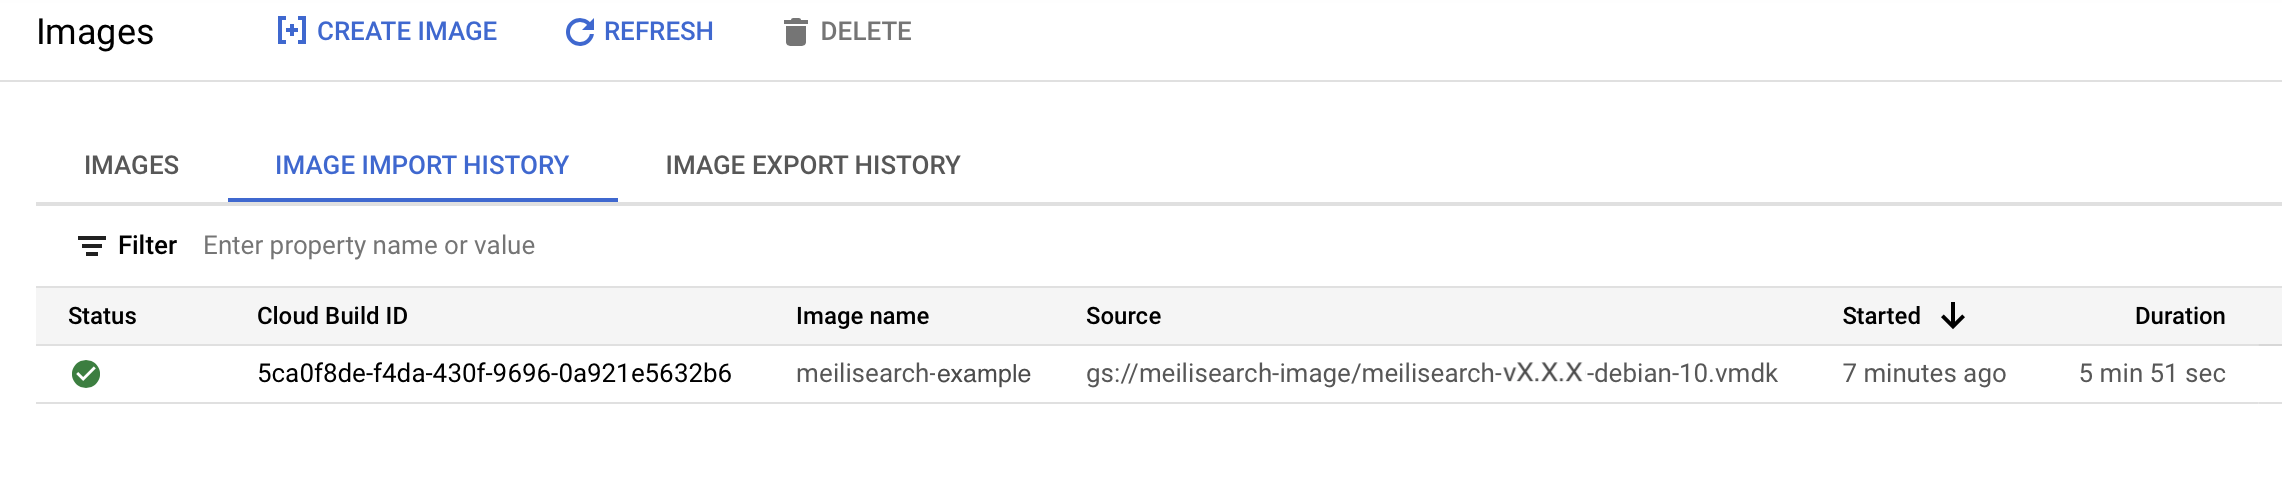 Images CREATE IMAGE REFRESH DELETE
IMAGES IMAGE IMPORT HISTORY IMAGE EXPORT HISTORY
Filter Enter property name or value
Status Cloud Build ID Image name Source Started Duration
5ca0f8de-f4da-430f-9696-0a921e5632b6 meilisearch-example gs://meilisearch-image/meilisearch-vX.X.X-debian-10.vmdk 7 minutes ago 5 min 51 sec